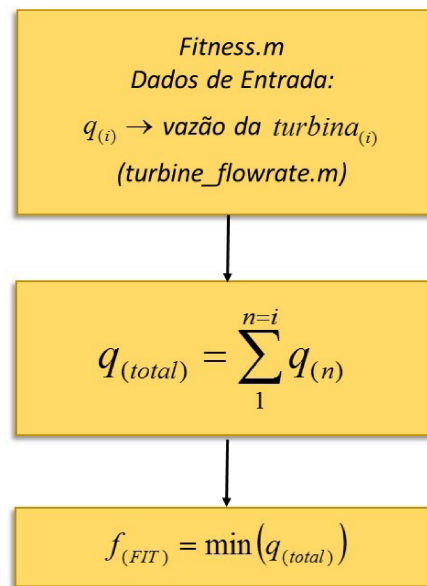 Fitness.m
Dados de Entrada:
q(i) → vazão da turbina(i)
(turbine_flowrate.m)
q(total) = ∑ n=i 1 q(n)
f(FIT) = min(q(total))